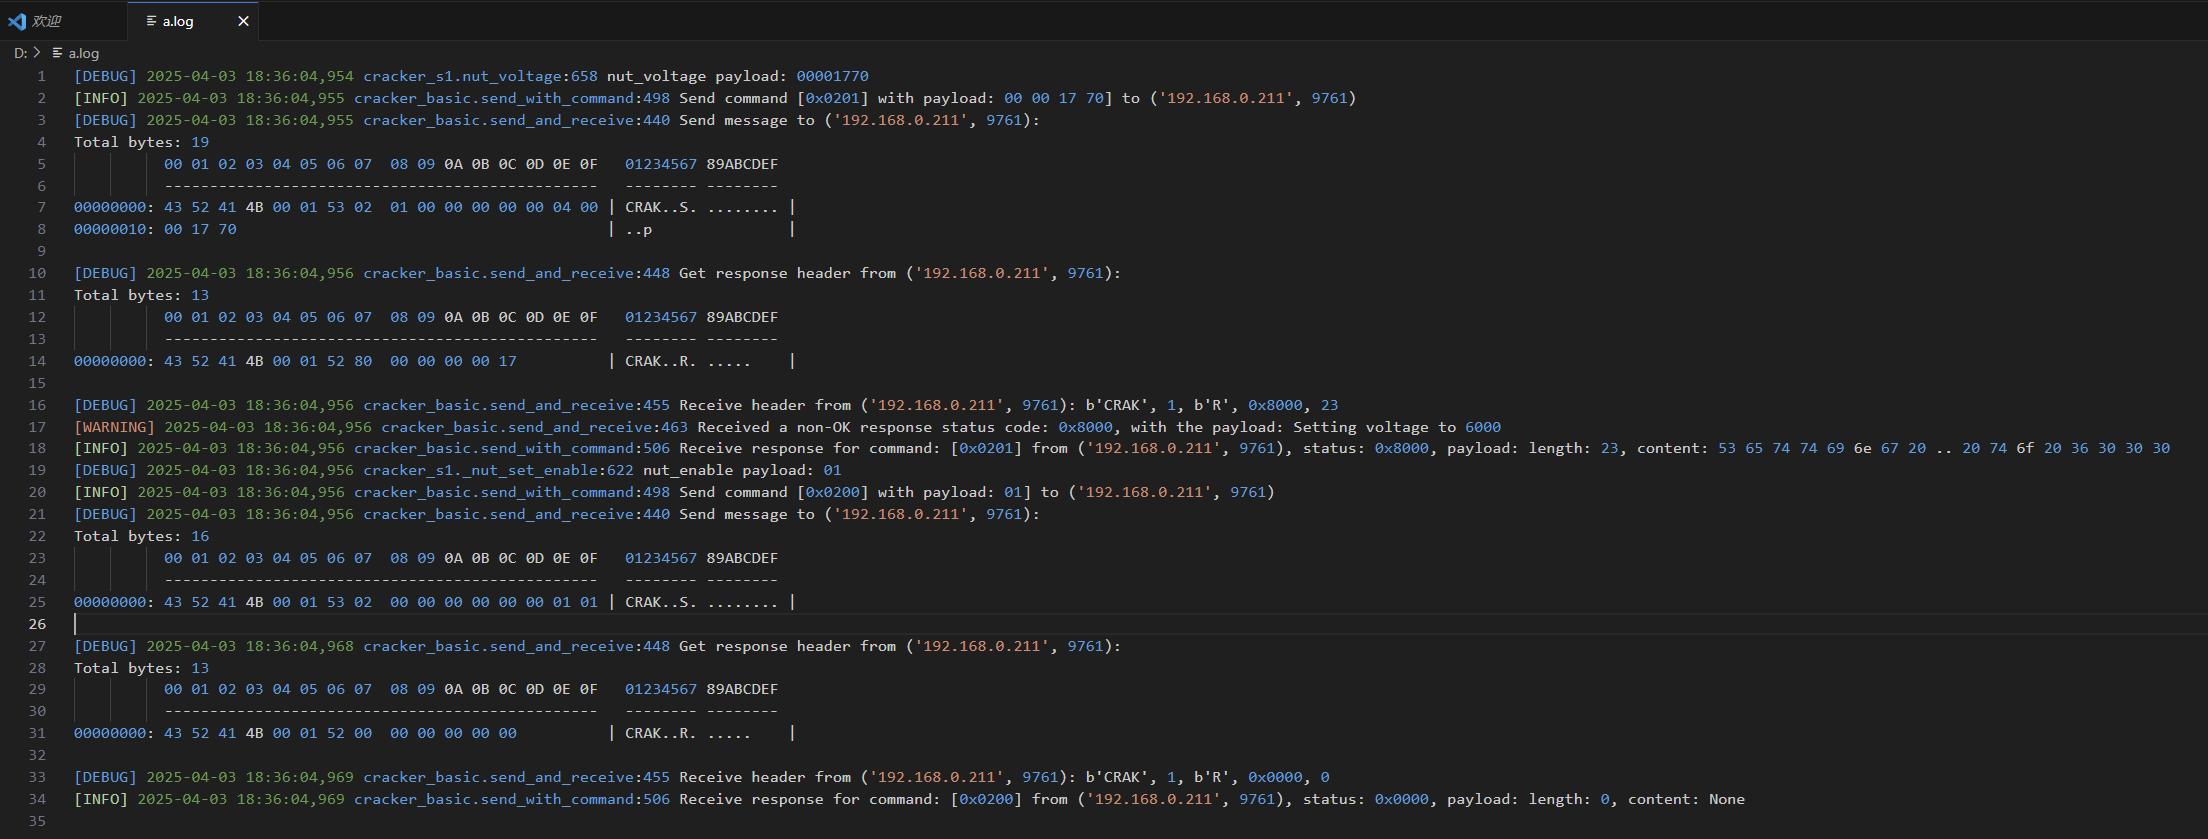 欢迎 a.log
D: > a.log
1 [DEBUG] 2025-04-03 18:36:04,954 cracker_s1.nut_voltage:658 nut_voltage payload: 00001770
2 [INFO] 2025-04-03 18:36:04,955 cracker_basic.send_with_command:498 Send command [0x0201] with payload: 00 00 17 70] to ('192.168.0.211', 9761)
3 [DEBUG] 2025-04-03 18:36:04,955 cracker_basic.send_and_receive:440 Send message to ('192.168.0.211', 9761):
4 Total bytes: 19
5           00 01 02 03 04 05 06 07  08 09 0A 0B 0C 0D 0E 0F   01234567 89ABCDEF
6           ------------------------------------------------   -------- --------
7 00000000: 43 52 41 4B 00 01 53 02  01 00 00 00 00 00 04 00 | CRAK..S. ........ |
8 00000010: 00 17 70                                         | ..p               |
9
10 [DEBUG] 2025-04-03 18:36:04,956 cracker_basic.send_and_receive:448 Get response header from ('192.168.0.211', 9761):
11 Total bytes: 13
12           00 01 02 03 04 05 06 07  08 09 0A 0B 0C 0D 0E 0F   01234567 89ABCDEF
13           ------------------------------------------------   -------- --------
14 00000000: 43 52 41 4B 00 01 52 80  00 00 00 00 17          | CRAK..R. .....    |
15
16 [DEBUG] 2025-04-03 18:36:04,956 cracker_basic.send_and_receive:455 Receive header from ('192.168.0.211', 9761): b'CRAK', 1, b'R', 0x8000, 23
17 [WARNING] 2025-04-03 18:36:04,956 cracker_basic.send_and_receive:463 Received a non-OK response status code: 0x8000, with the payload: Setting voltage to 6000
18 [INFO] 2025-04-03 18:36:04,956 cracker_basic.send_with_command:506 Receive response for command: [0x0201] from ('192.168.0.211', 9761), status: 0x8000, payload: length: 23, content: 53 65 74 74 69 6e 67 20 .. 20 74 6f 20 36 30 30 30
19 [DEBUG] 2025-04-03 18:36:04,956 cracker_s1._nut_set_enable:622 nut_enable payload: 01
20 [INFO] 2025-04-03 18:36:04,956 cracker_basic.send_with_command:498 Send command [0x0200] with payload: 01] to ('192.168.0.211', 9761)
21 [DEBUG] 2025-04-03 18:36:04,956 cracker_basic.send_and_receive:440 Send message to ('192.168.0.211', 9761):
22 Total bytes: 16
23           00 01 02 03 04 05 06 07  08 09 0A 0B 0C 0D 0E 0F   01234567 89ABCDEF
24           ------------------------------------------------   -------- --------
25 00000000: 43 52 41 4B 00 01 53 02  00 00 00 00 00 00 01 01 | CRAK..S. ........ |
26
27 [DEBUG] 2025-04-03 18:36:04,968 cracker_basic.send_and_receive:448 Get response header from ('192.168.0.211', 9761):
28 Total bytes: 13
29           00 01 02 03 04 05 06 07  08 09 0A 0B 0C 0D 0E 0F   01234567 89ABCDEF
30           ------------------------------------------------   -------- --------
31 00000000: 43 52 41 4B 00 01 52 00  00 00 00 00 00          | CRAK..R. .....    |
32
33 [DEBUG] 2025-04-03 18:36:04,969 cracker_basic.send_and_receive:455 Receive header from ('192.168.0.211', 9761): b'CRAK', 1, b'R', 0x0000, 0
34 [INFO] 2025-04-03 18:36:04,969 cracker_basic.send_with_command:506 Receive response for command: [0x0200] from ('192.168.0.211', 9761), status: 0x0000, payload: length: 0, content: None
35